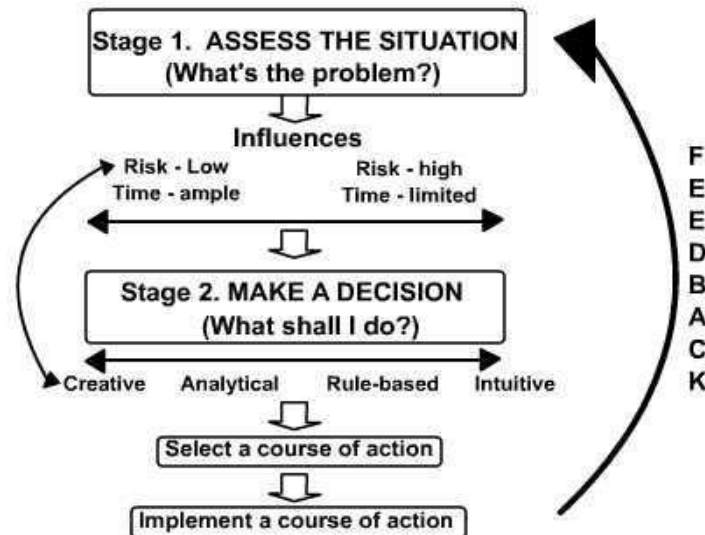 Stage 1. ASSESS THE SITUATION
(What's the problem?)
Influences
Risk - Low
Time - ample
Risk - high
Time - limited
Stage 2. MAKE A DECISION
(What shall I do?)
Creative Analytical Rule-based Intuitive
Select a course of action
Implement a course of action
F
E
E
D
B
A
C
K